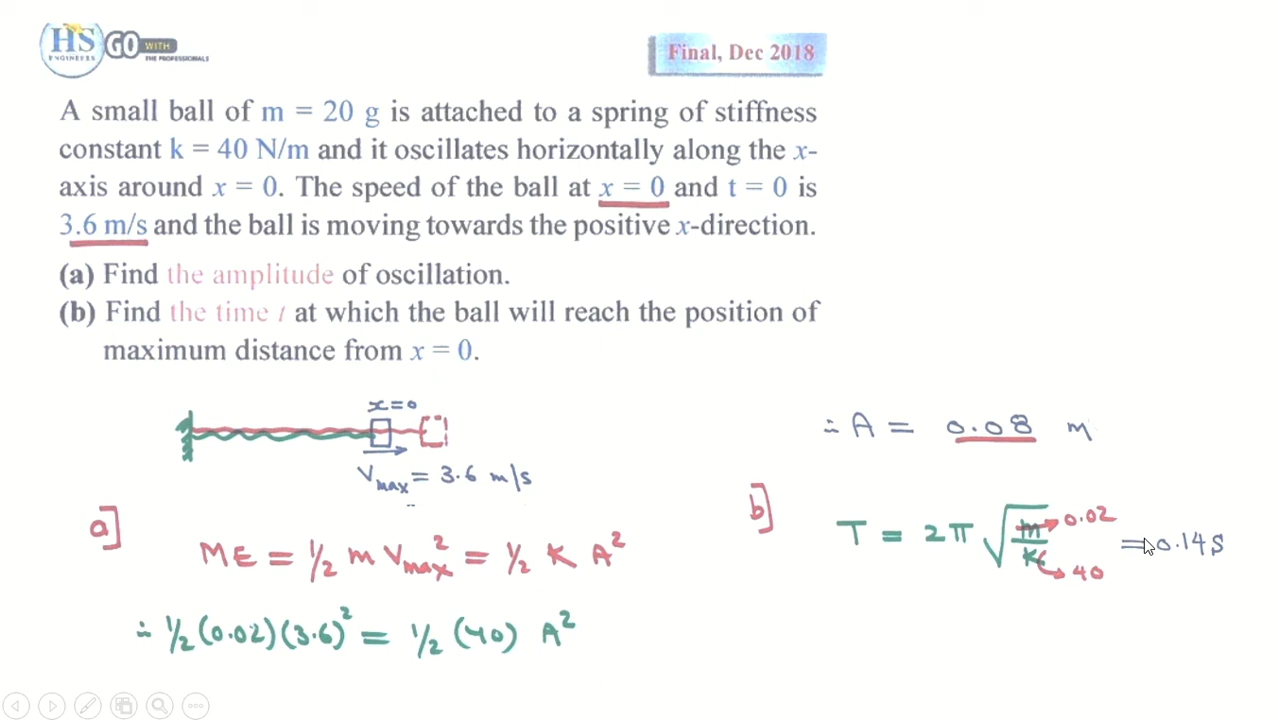 HS
ENGINEERS
GO WITH
THE PROFESSIONALS
Final, Dec 2018
A small ball of m = 20 g is attached to a spring of stiffness
constant k = 40 N/m and it oscillates horizontally along the x-
axis around x = 0. The speed of the ball at x = 0 and t = 0 is
3.6 m/s and the ball is moving towards the positive x-direction.
(a) Find the amplitude of oscillation.
(b) Find the time t at which the ball will reach the position of
maximum distance from x = 0.
x=0
Vmax = 3.6 m/s
a]
ME = 1/2 m Vmax² = 1/2 K A²
∴ 1/2 (0.02)(3.6)² = 1/2 (40) A²
∴ A = 0.08 m
b]
T = 2π √(m/k) = 0.14 s
0.02
40